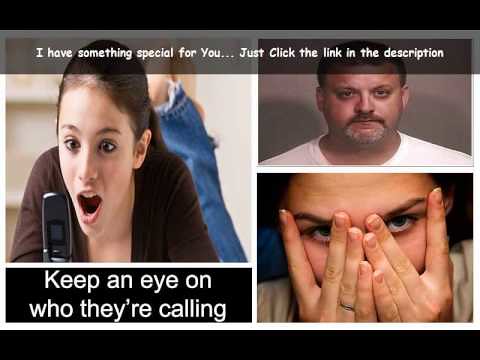 I have something special for You... Just Click the link in the description
Keep an eye on
who they're calling